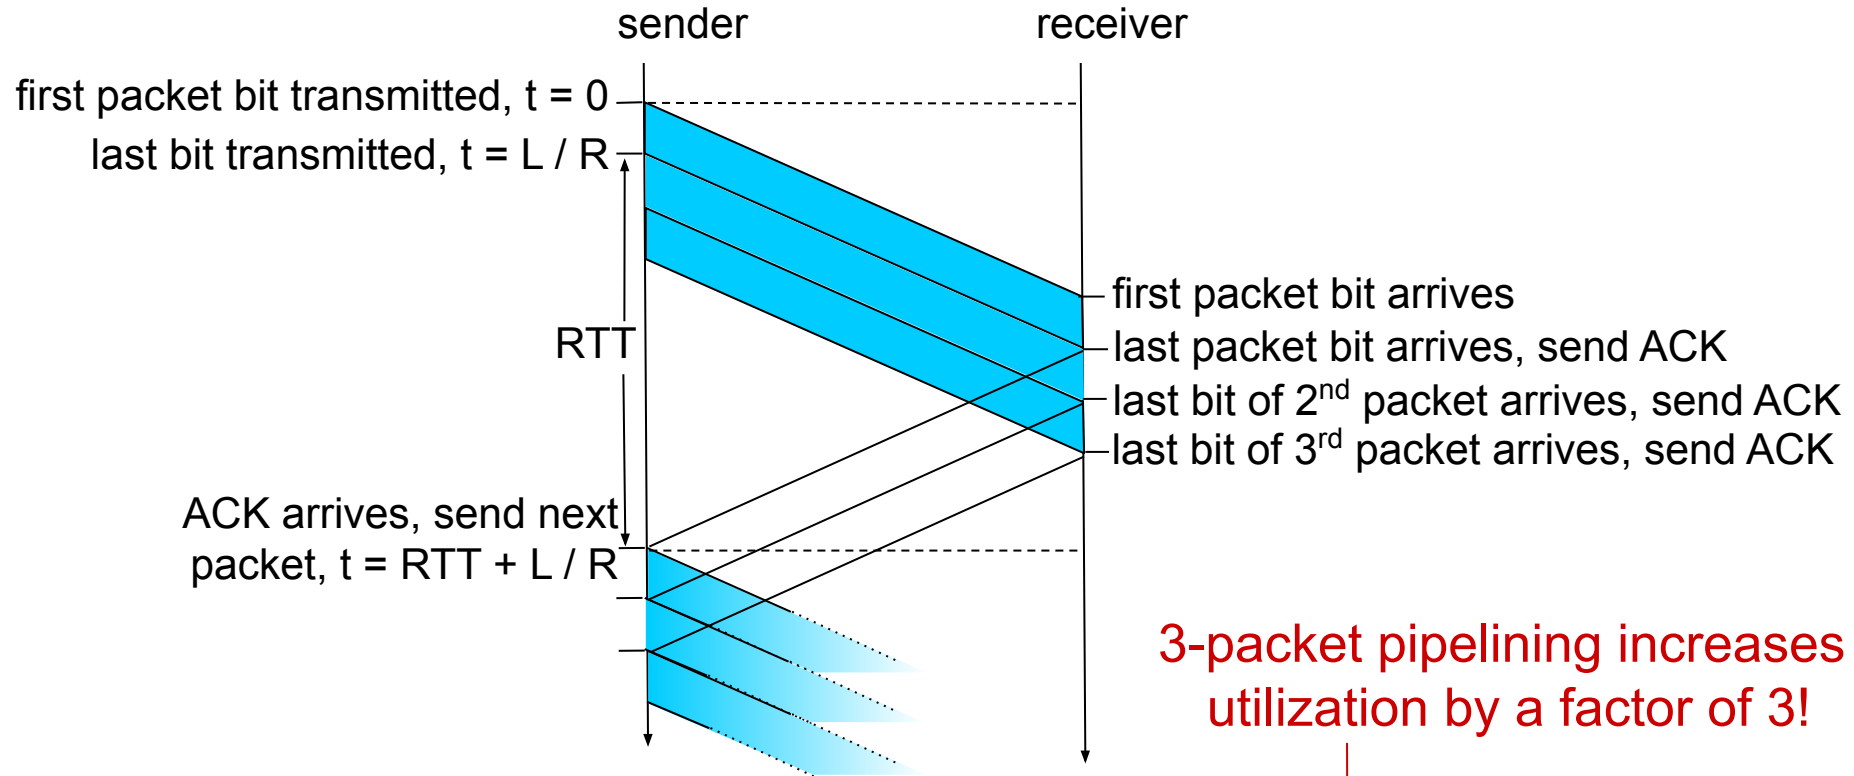 sender
receiver
first packet bit transmitted, t = 0
last bit transmitted, t = L / R
first packet bit arrives
RTT
last packet bit arrives, send ACK
last bit of 2nd packet arrives, send ACK
last bit of 3rd packet arrives, send ACK
ACK arrives, send next
packet, t = RTT + L / R
3-packet pipelining increases
utilization by a factor of 3!